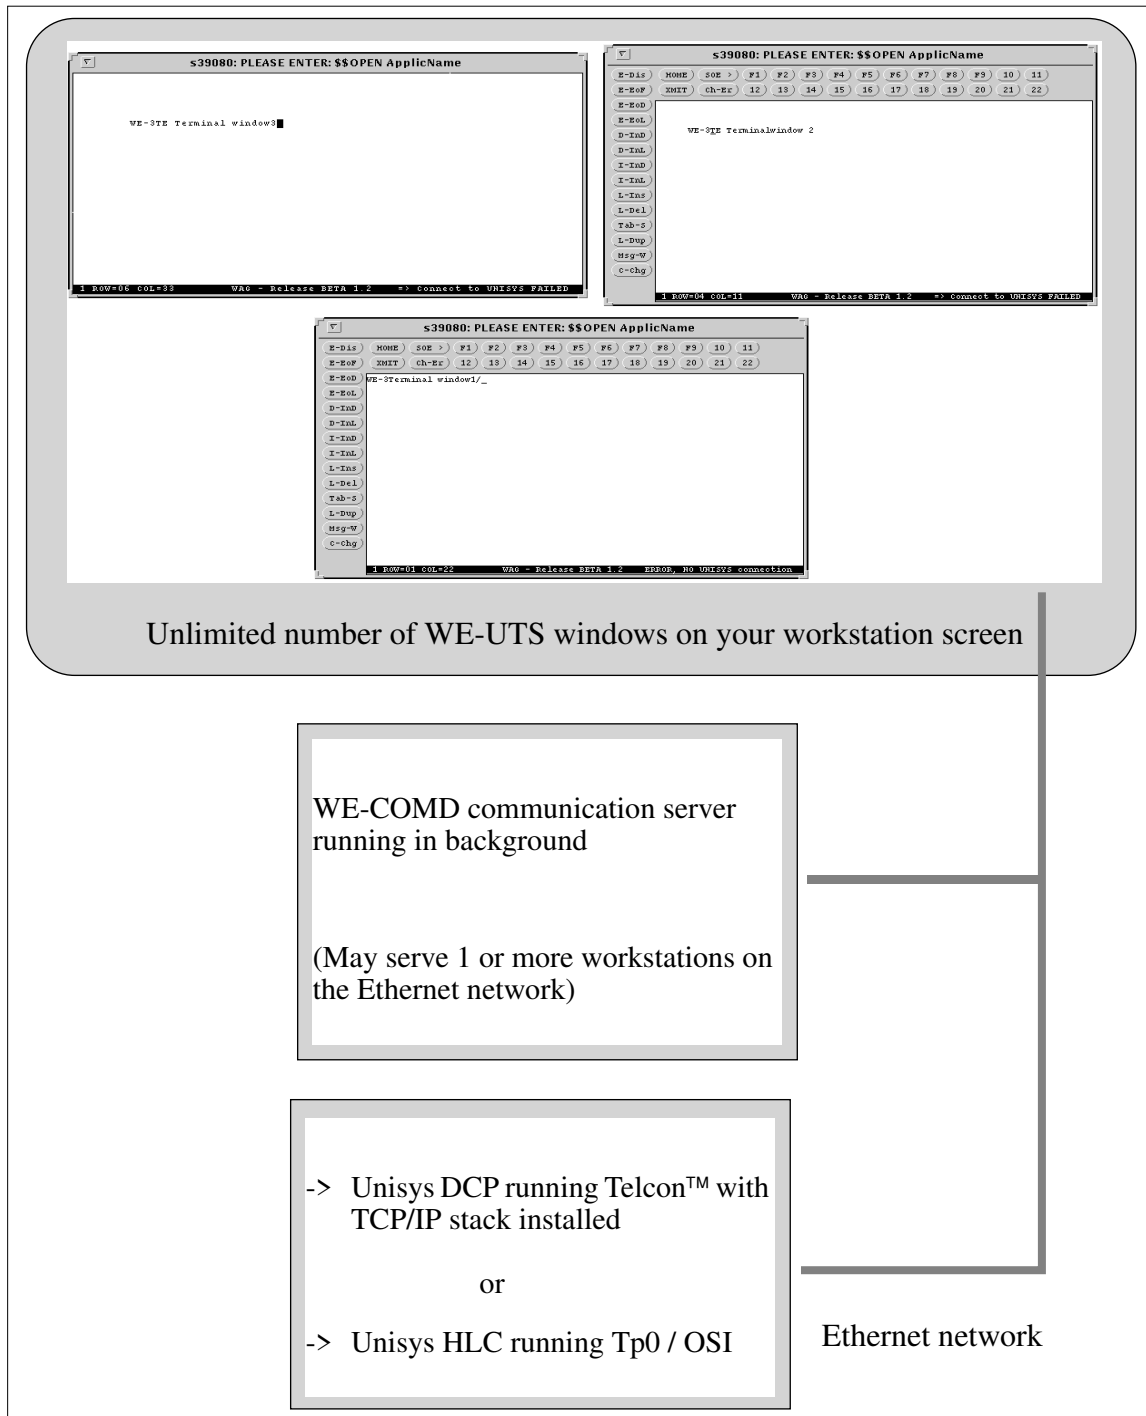 s39080: PLEASE ENTER: $$OPEN ApplicName
WE-3TE Terminal window3
1 ROW=06 COL=33 WAG - Release BETA 1.2 => Connect to UNISYS FAILED
s39080: PLEASE ENTER: $$OPEN ApplicName
E-Dis HOME SOE > F1 F2 F3 F4 F5 F6 F7 F8 F9 10 11
E-EoF XMIT Ch-Er 12 13 14 15 16 17 18 19 20 21 22
E-EoD
E-EoL
WE-3TE Terminalwindow 2
D-InD
D-InL
I-InD
I-InL
L-Ins
L-Del
Tab-S
L-Dup
Msg-W
C-Chg
1 ROW=04 COL=11 WAG - Release BETA 1.2 => Connect to UNISYS FAILED
s39080: PLEASE ENTER: $$OPEN ApplicName
E-Dis HOME SOE > F1 F2 F3 F4 F5 F6 F7 F8 F9 10 11
E-EoF XMIT Ch-Er 12 13 14 15 16 17 18 19 20 21 22
E-EoD WE-3Terminal window1/_
E-EoL
D-InD
D-InL
I-InD
I-InL
L-Ins
L-Del
Tab-S
L-Dup
Msg-W
C-Chg
1 ROW=01 COL=22 WAG - Release BETA 1.2 ERROR, NO UNISYS connection
Unlimited number of WE-UTS windows on your workstation screen
WE-COMD communication server
running in background
(May serve 1 or more workstations on
the Ethernet network)
-> Unisys DCP running Telcon™ with
TCP/IP stack installed
or
-> Unisys HLC running Tp0 / OSI
Ethernet network